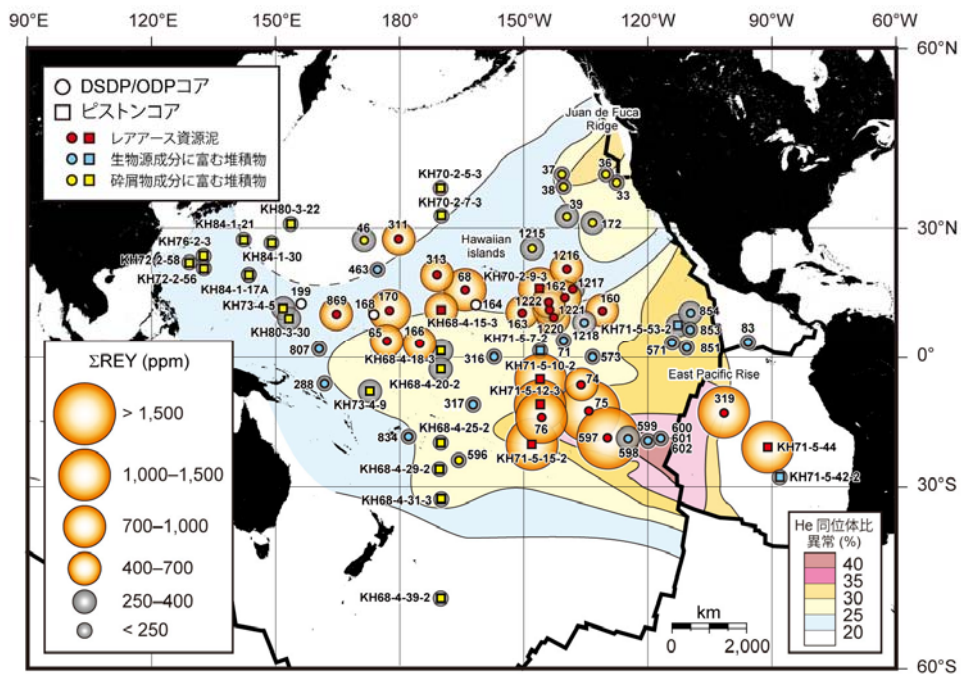 90°E
120°E
150°E
180°
150°W
120°W
90°W
60°W
60°N
30°N
0°
30°S
60°S
DSDP/ODPコア
ピストンコア
レアアース資源泥
生物源成分に富む堆積物
砕屑物成分に富む堆積物
Juan de Fuca
Ridge
37
36
38
33
39
172
KH70-2-5-3
KH70-2-7-3
KH80-3-22
KH84-1-21
KH76-2-3
KH72(2-58
KH72-2-56
KH84-1-30
KH84-1-17A
46
311
1215
Hawaiian
islands
1216
463
313
68
KH70-2-9-3
162
1217
KH73-4-5
199
869
168
170
164
1222
1221
160
KH80-3-30
KH68-4-15-3
163
1220
1218
KH71-5-53-2
854
853
83
65
166
KH71-5-7-2
71
571
851
807
KH68-4-18-3
316
573
KH71-5-10-2
East Pacific Rise
288
KH68-4-20-2
74
KH73-4-9
317
KH71-5-12-3
75
319
76
834
KH68-4-25-2
597
599
600
601
602
598
KH71-5-44
596
KH71-5-15-2
KH68-4-29-2
KH71-5-42-2
KH68-4-31-3
KH68-4-39-2
ΣREY (ppm)
> 1,500
1,000–1,500
700–1,000
400–700
250–400
< 250
km
0
2,000
He 同位体比
異常 (%)
40
35
30
25
20